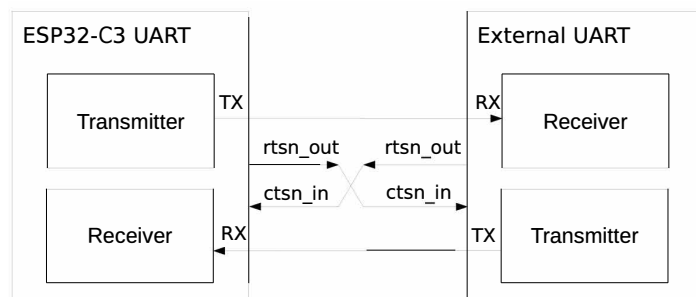 ESP32-C3 UART
External UART
Transmitter
TX
RX
Receiver
rtsn_out
rtsn_out
ctsn_in
ctsn_in
Receiver
RX
TX
Transmitter